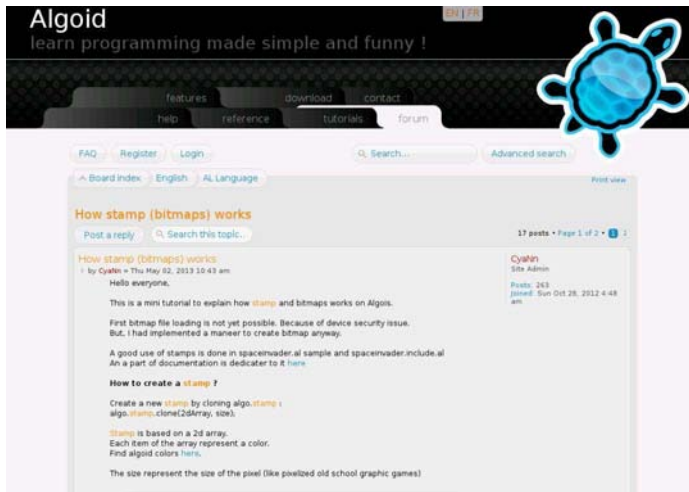 Algoid
EN | FR
learn programming made simple and funny !
features download contact
help reference tutorials forum
FAQ Register Login Search... Advanced search
Board index English AL Language Print view
How stamp (bitmaps) works
Post a reply Search this topic... 17 posts • Page 1 of 2 • 1 2
How stamp (bitmaps) works
by CyaNn » Thu May 02, 2013 10:43 am
CyaNn
Site Admin
Posts: 263
Joined: Sun Oct 28, 2012 4:48 am
Hello everyone,
This is a mini tutorial to explain how stamp and bitmaps works on Algois.
First bitmap file loading is not yet possible. Because of device security issue.
But, I had implemented a maneer to create bitmap anyway.
A good use of stamps is done in spaceinvader.al sample and spaceinvader.include.al
An a part of documentation is dedicater to it here
How to create a stamp ?
Create a new stamp by cloning algo.stamp :
algo.stamp.clone(2dArray, size);
Stamp is based on a 2d array.
Each item of the array represent a color.
Find algoid colors here.
The size represent the size of the pixel (like pixelized old school graphic games)